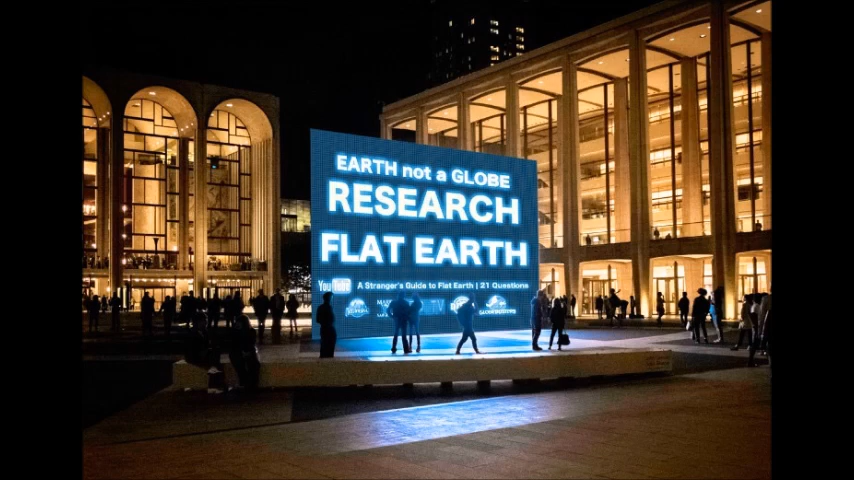 EARTH not a GLOBE
RESEARCH
FLAT EARTH
YouTube A Stranger's Guide to Flat Earth | 21 Questions